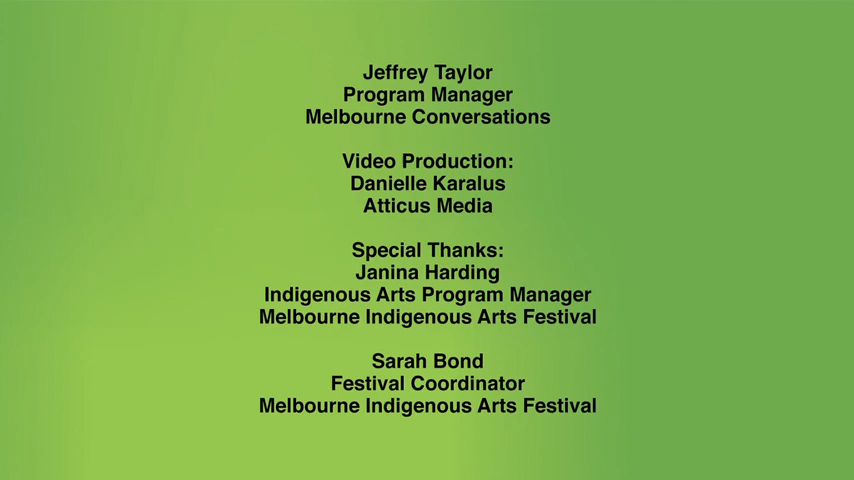 Jeffrey Taylor
Program Manager
Melbourne Conversations
Video Production:
Danielle Karalus
Atticus Media
Special Thanks:
Janina Harding
Indigenous Arts Program Manager
Melbourne Indigenous Arts Festival
Sarah Bond
Festival Coordinator
Melbourne Indigenous Arts Festival